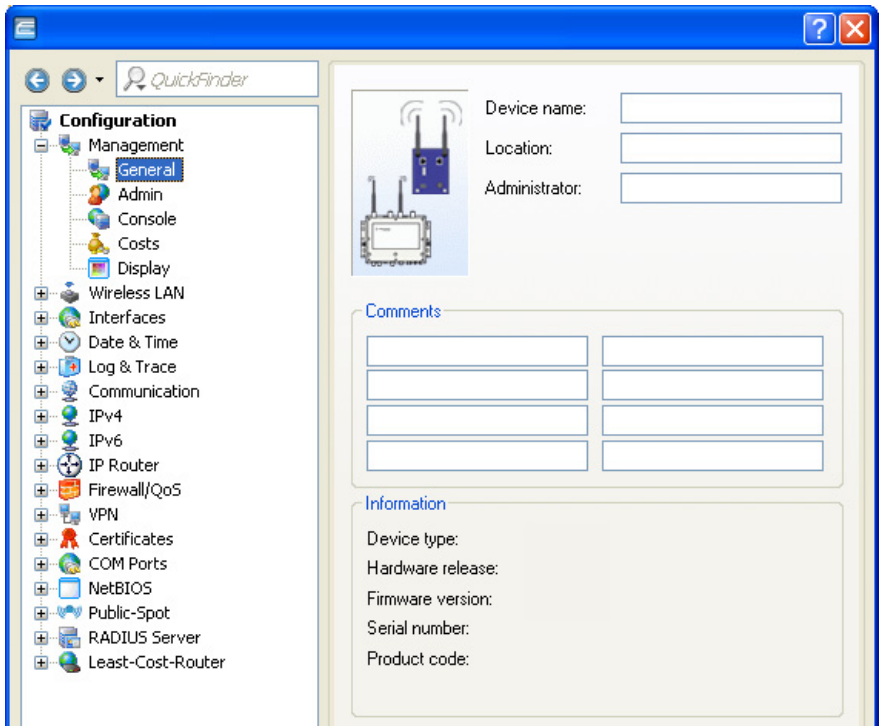 ?
QuickFinder
Configuration
Management
General
Admin
Console
Costs
Display
Wireless LAN
Interfaces
Date & Time
Log & Trace
Communication
IPv4
IPv6
IP Router
Firewall/QoS
VPN
Certificates
COM Ports
NetBIOS
Public-Spot
RADIUS Server
Least-Cost-Router
Device name:
Location:
Administrator:
Comments
Information
Device type:
Hardware release:
Firmware version:
Serial number:
Product code: